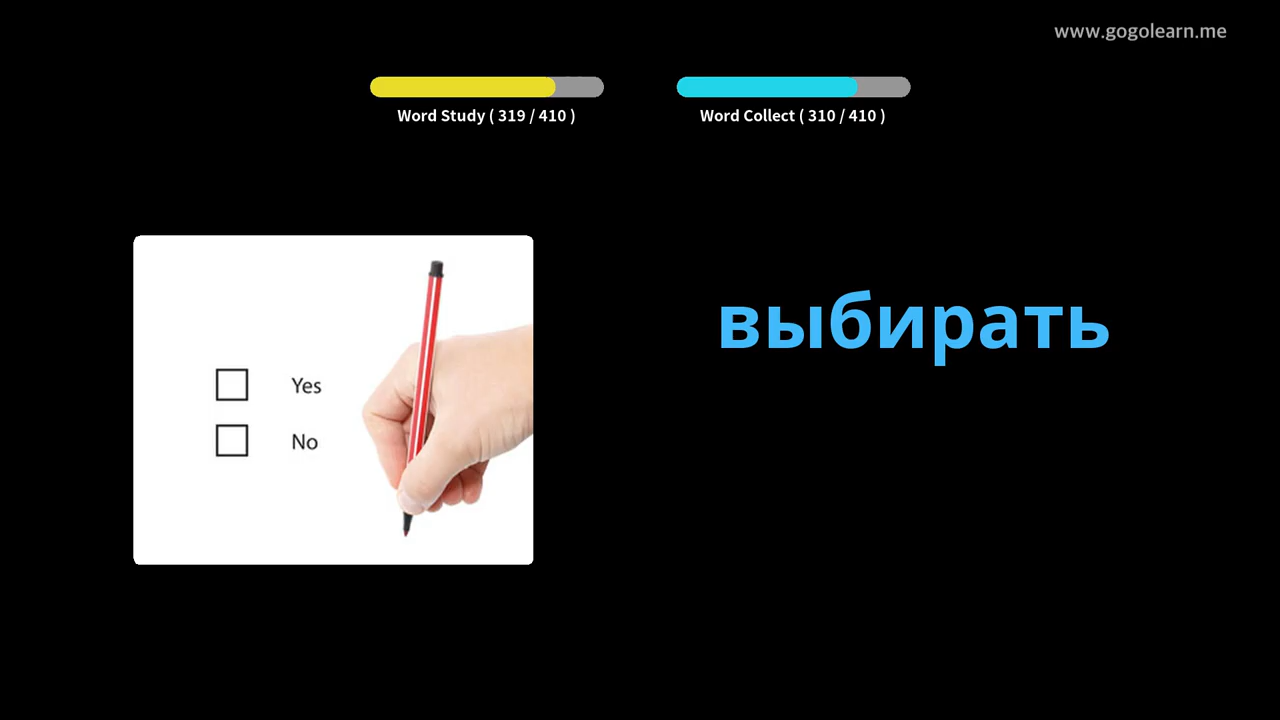 www.gogolearn.me
Word Study ( 319 / 410 )
Word Collect ( 310 / 410 )
выбирать
Yes
No